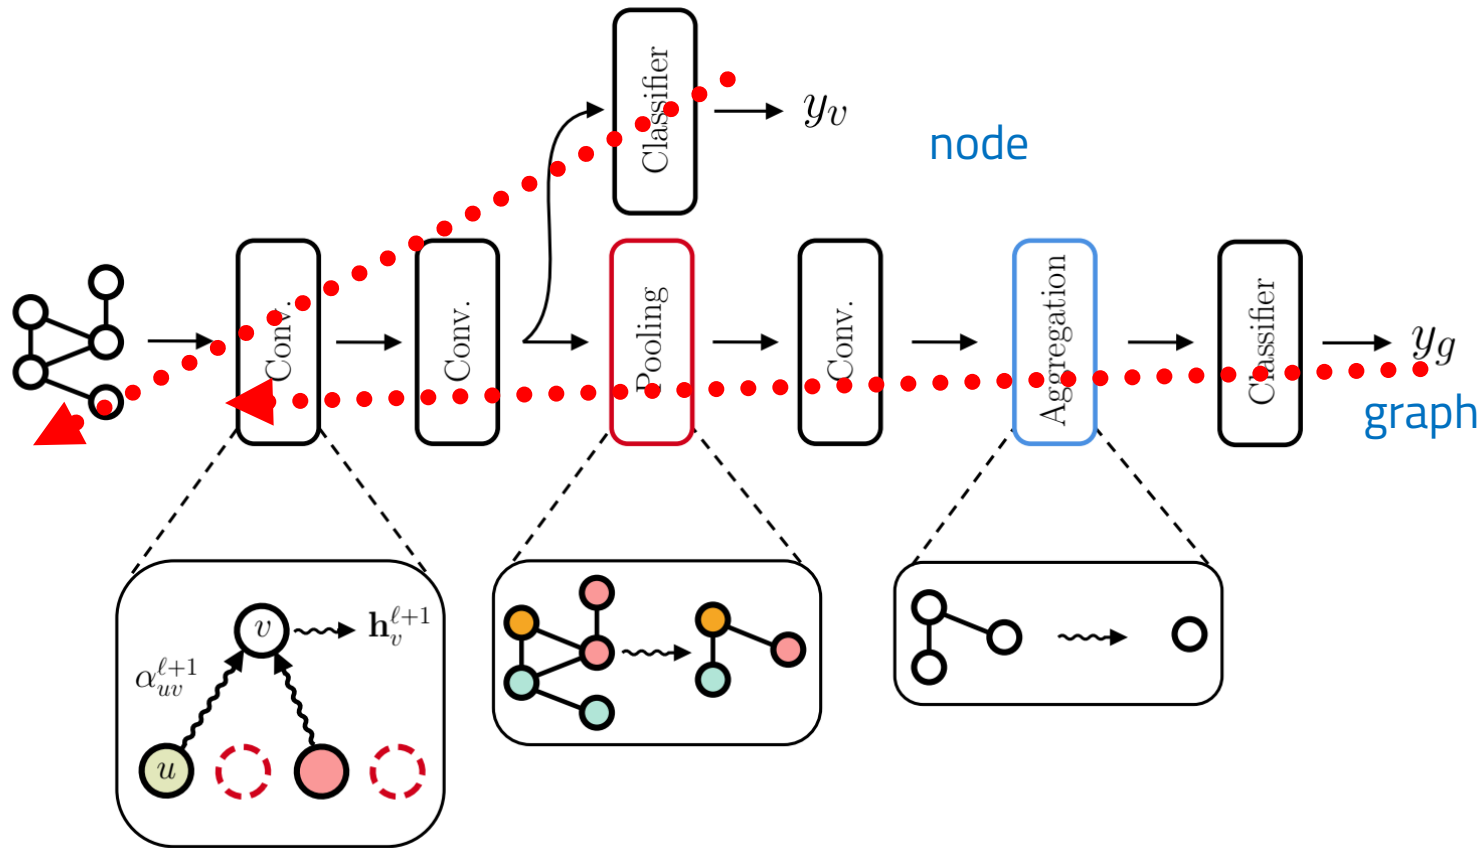 Classifier
y_v
node
Conv.
Conv.
Pooling
Conv.
Aggregation
Classifier
y_g
graph
v
h_v^{ℓ+1}
α_{uv}^{ℓ+1}
u